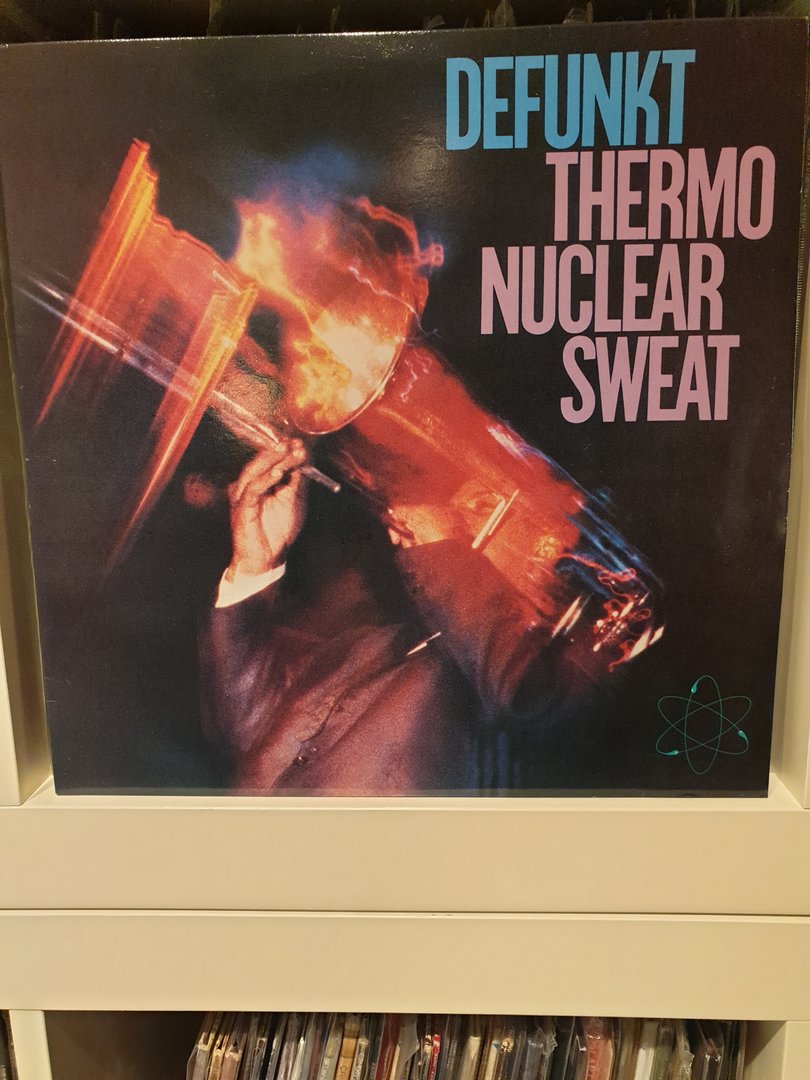 DEFUNKT
THERMO
NUCLEAR
SWEAT